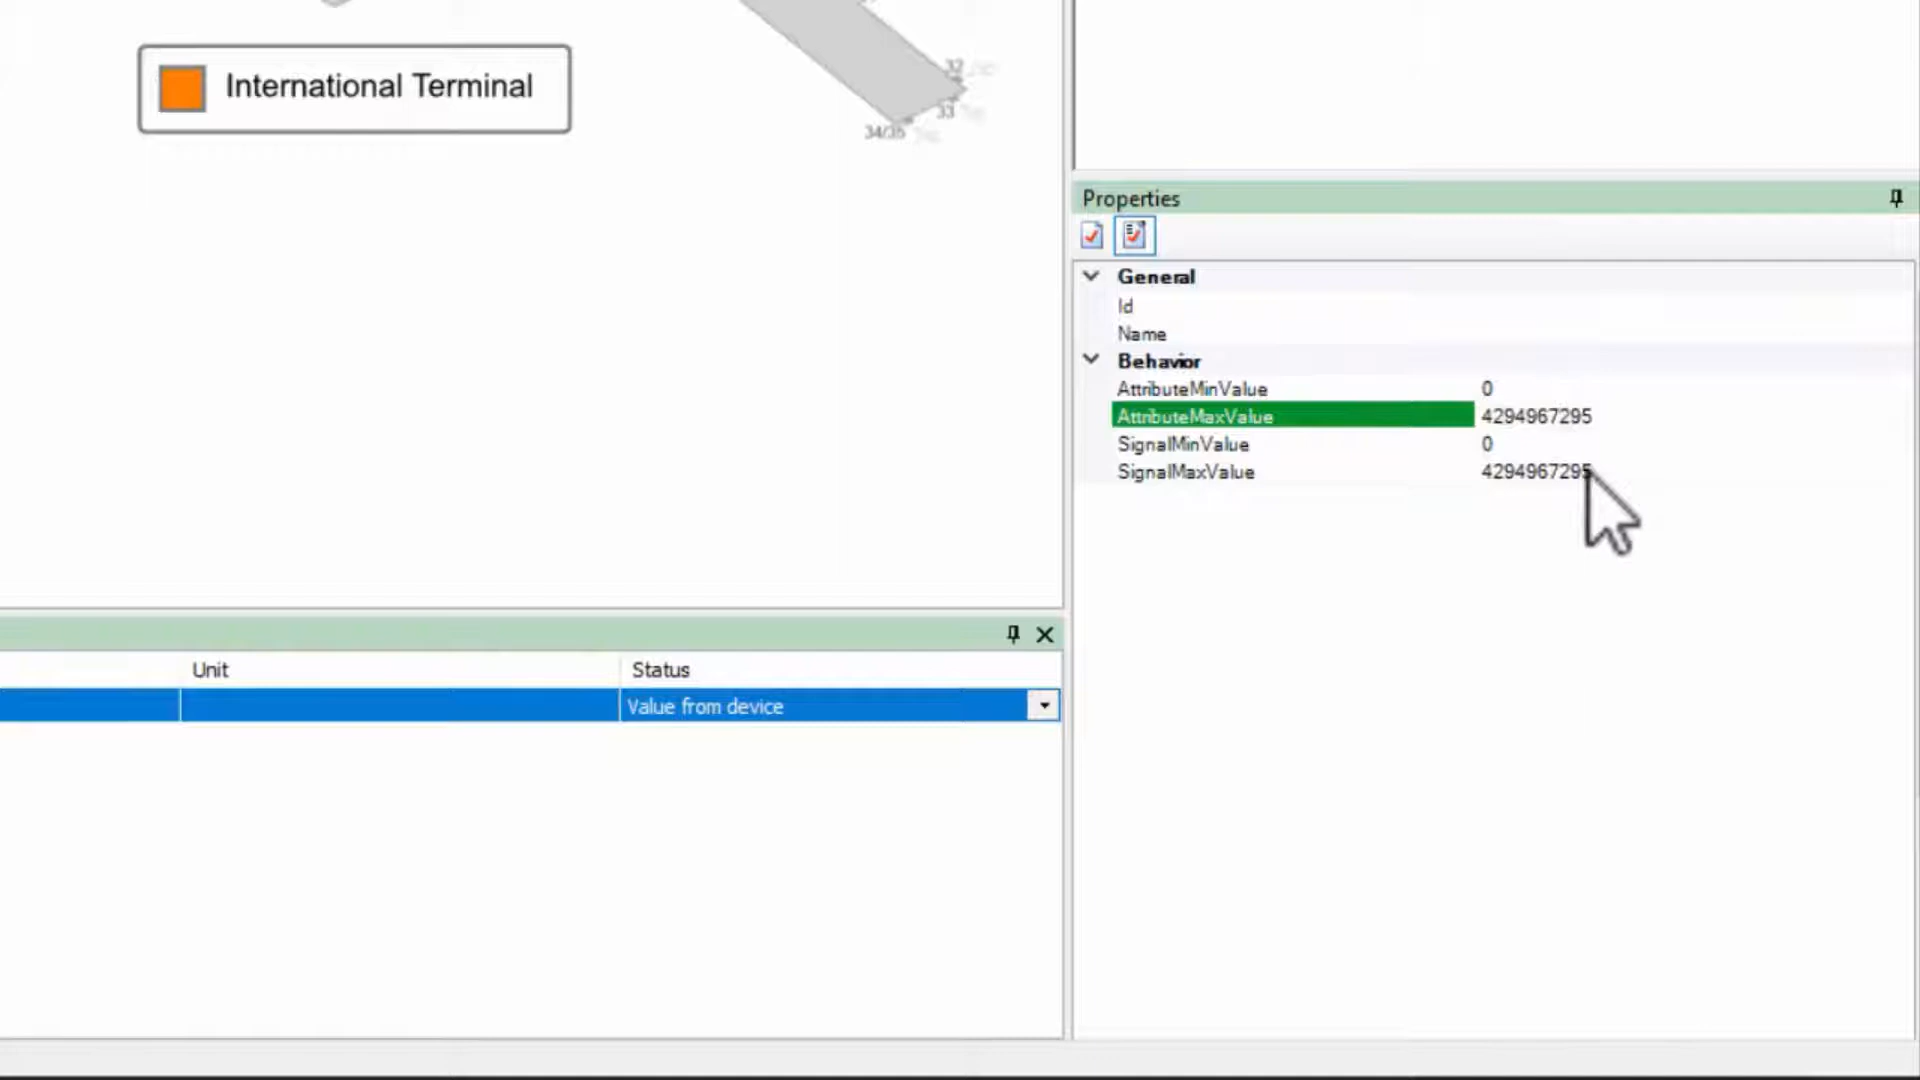 International Terminal
32
33
34/35
Properties
General
Id
Name
Behavior
AttributeMinValue 0
AttributeMaxValue 4294967295
SignalMinValue 0
SignalMaxValue 4294967295
Unit Status
Value from device